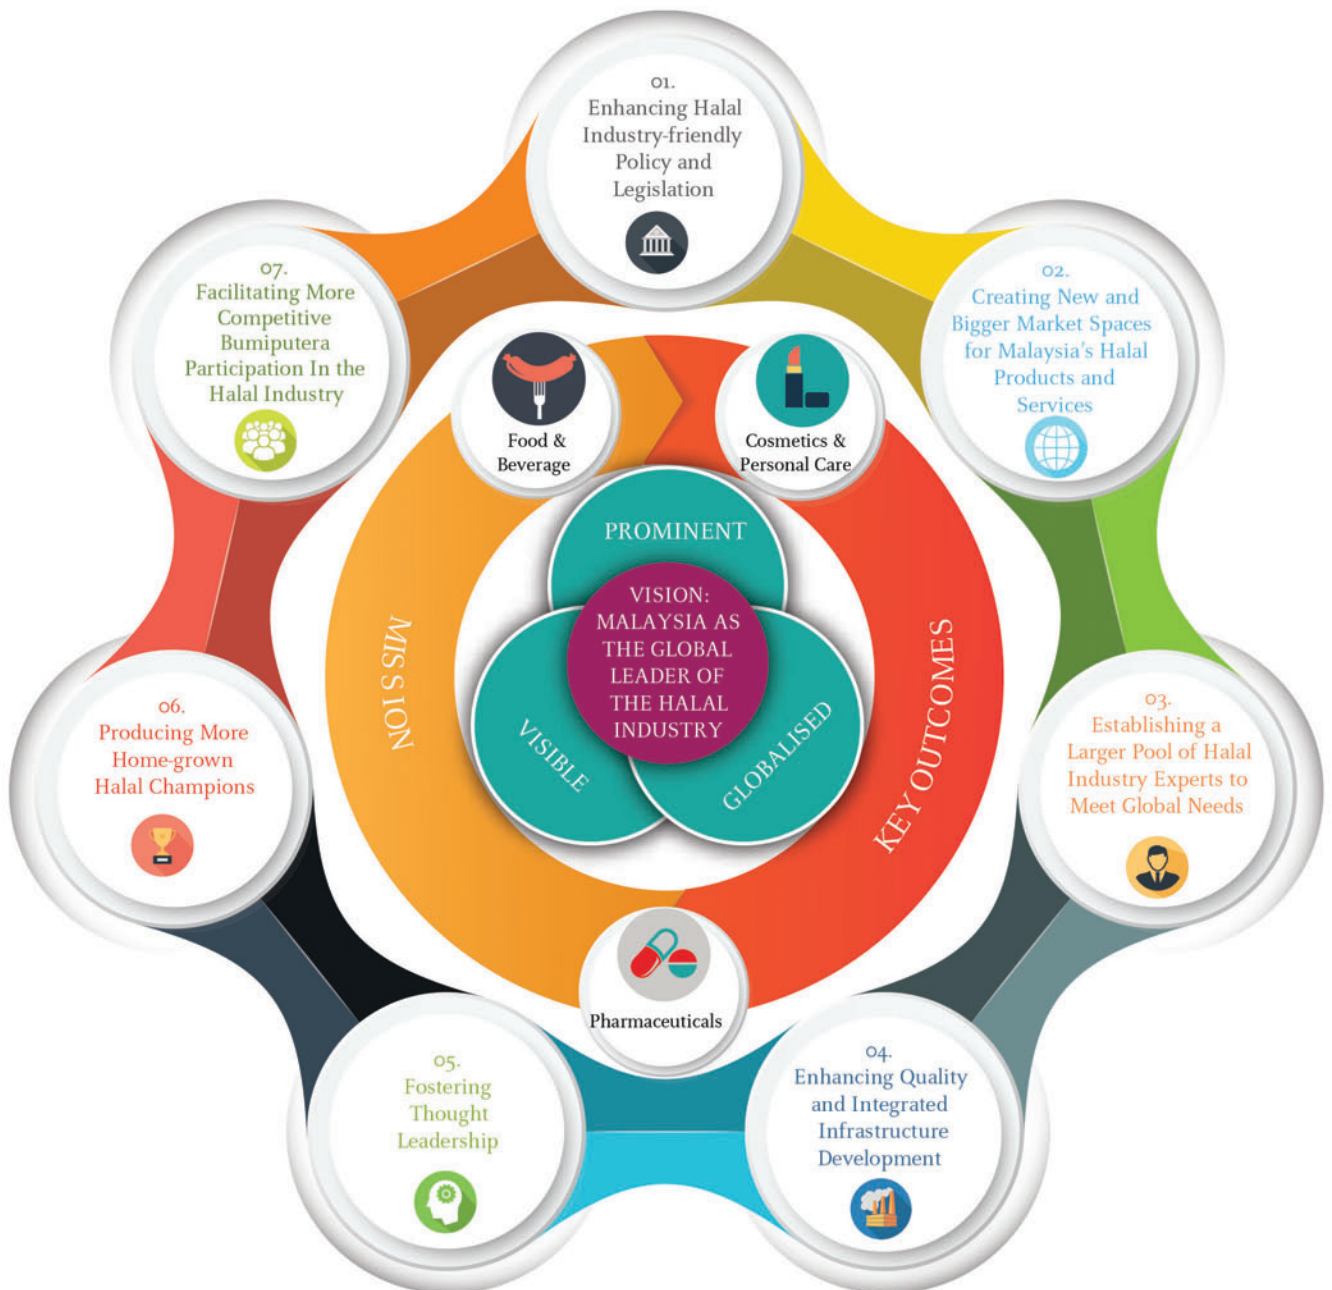 01.
Enhancing Halal
Industry-friendly
Policy and
Legislation
02.
Creating New and
Bigger Market Spaces
for Malaysia's Halal
Products and
Services
03.
Establishing a
Larger Pool of Halal
Industry Experts to
Meet Global Needs
04.
Enhancing Quality
and Integrated
Infrastructure
Development
05.
Fostering
Thought
Leadership
06.
Producing More
Home-grown
Halal Champions
07.
Facilitating More
Competitive
Bumiputera
Participation In the
Halal Industry
Food &
Beverage
Cosmetics &
Personal Care
Pharmaceuticals
MISSION
KEY OUTCOMES
PROMINENT
VISIBLE
GLOBALISED
VISION:
MALAYSIA AS
THE GLOBAL
LEADER OF
THE HALAL
INDUSTRY